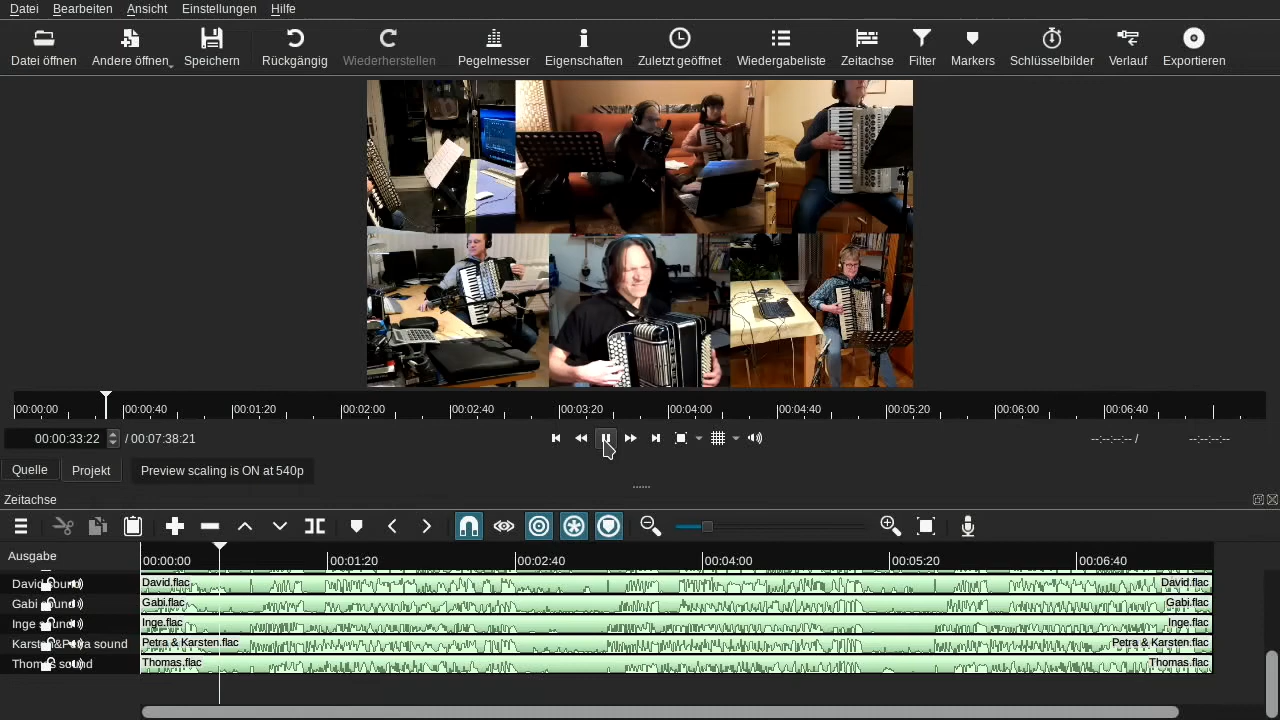 Datei Bearbeiten Ansicht Einstellungen Hilfe
Datei öffnen Andere öffnen Speichern Rückgängig Wiederherstellen Pegelmesser Eigenschaften Zuletzt geöffnet Wiedergabeliste Zeitachse Filter Markers Schlüsselbilder Verlauf Exportieren
00:00:00 00:00:40 00:01:20 00:02:00 00:02:40 00:03:20 00:04:00 00:04:40 00:05:20 00:06:00 00:06:40
00:00:33:22 / 00:07:38:21 --:--:--:-- / --:--:--:--
Quelle Projekt Preview scaling is ON at 540p
Zeitachse
Ausgabe 00:00:00 00:01:20 00:02:40 00:04:00 00:05:20 00:06:40
David David.flac David.flac
Gabi Gabi.flac Gabi.flac
Inge Inge.flac Inge.flac
sound Petra & Karsten.flac Petra & Karsten.flac
Thomas.flac Thomas.flac